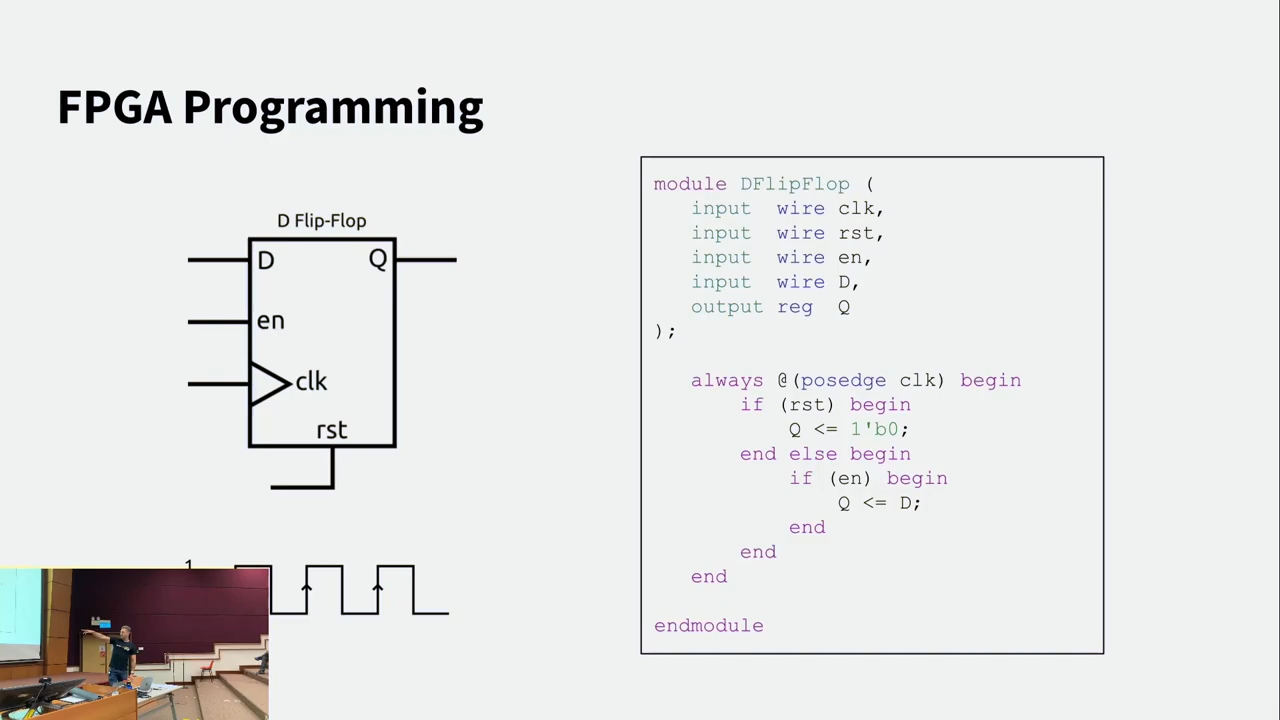 FPGA Programming
D Flip-Flop
D Q
en
clk
rst
1
module DFlipFlop (
input wire clk,
input wire rst,
input wire en,
input wire D,
output reg Q
);
always @(posedge clk) begin
if (rst) begin
Q <= 1'b0;
end else begin
if (en) begin
Q <= D;
end
end
end
endmodule